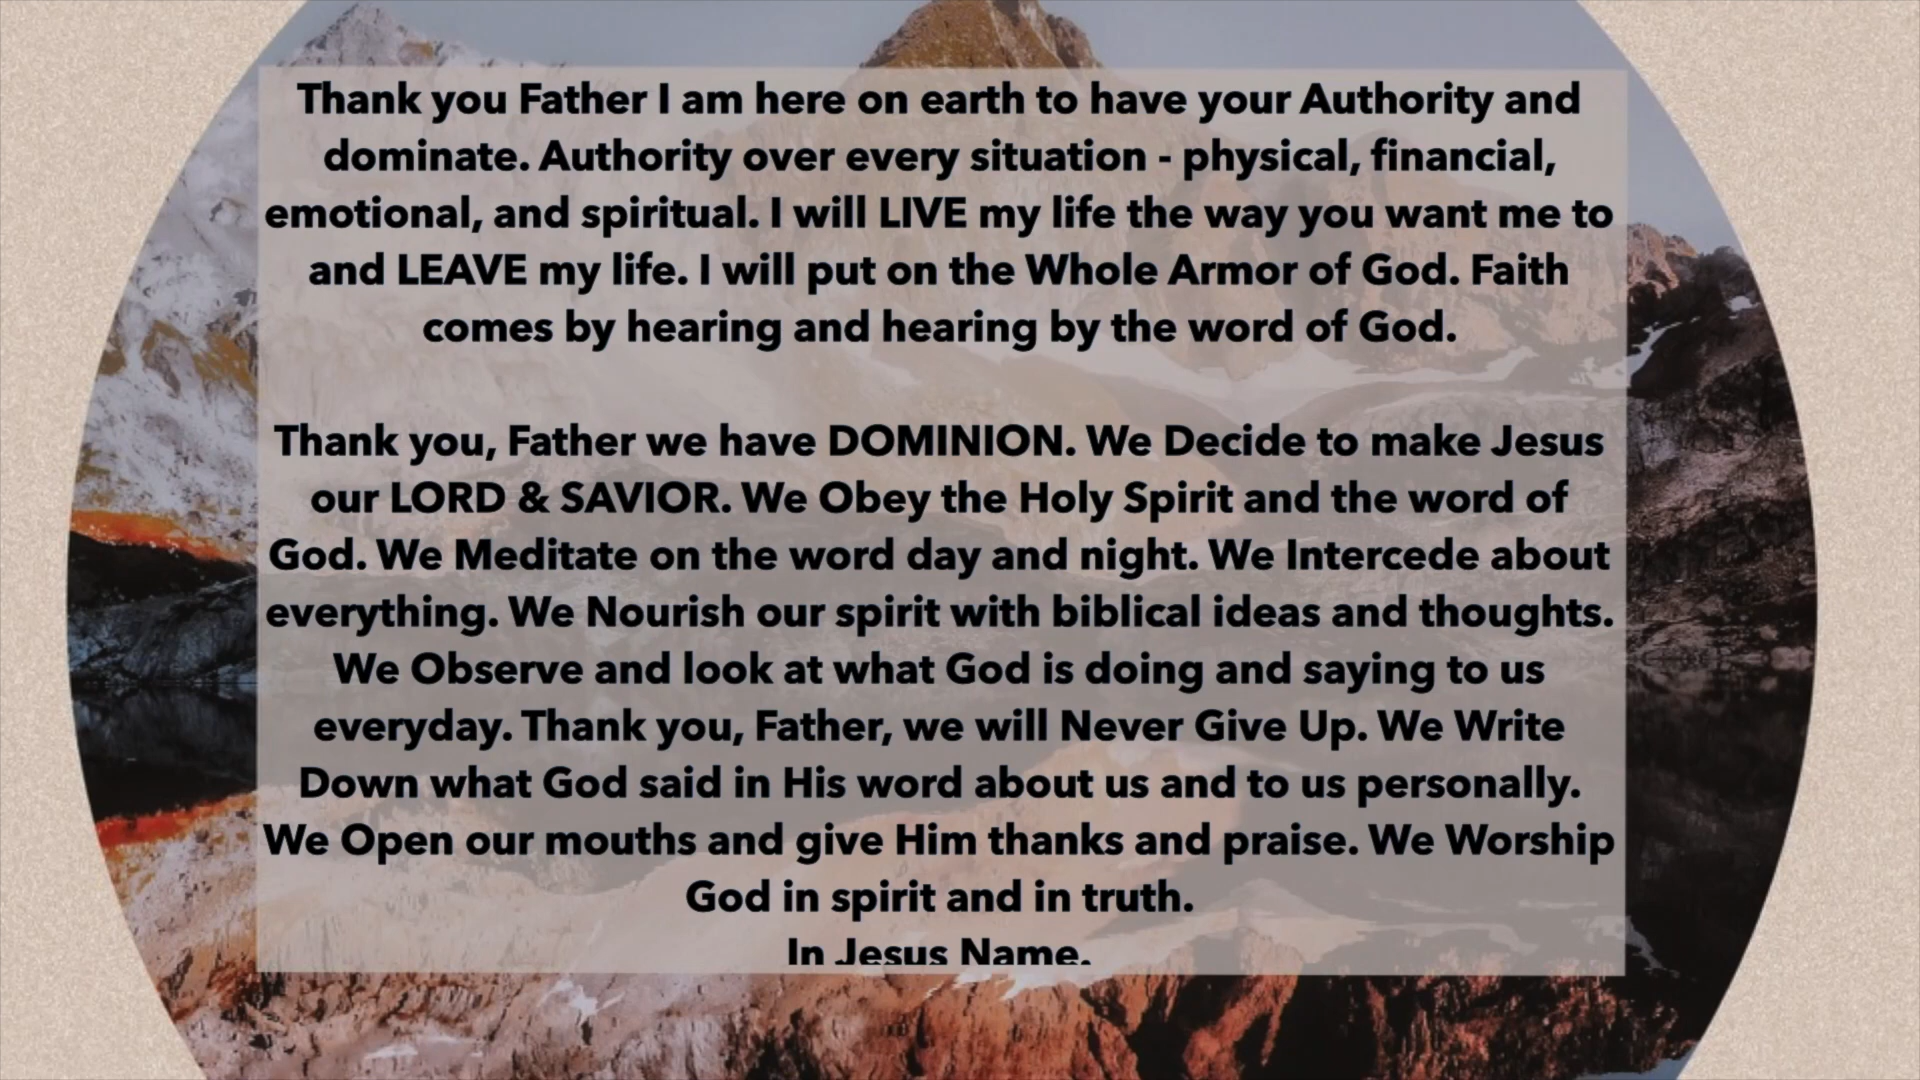 Thank you Father I am here on earth to have your Authority and
dominate. Authority over every situation - physical, financial,
emotional, and spiritual. I will LIVE my life the way you want me to
and LEAVE my life. I will put on the Whole Armor of God. Faith
comes by hearing and hearing by the word of God.
Thank you, Father we have DOMINION. We Decide to make Jesus
our LORD & SAVIOR. We Obey the Holy Spirit and the word of
God. We Meditate on the word day and night. We Intercede about
everything. We Nourish our spirit with biblical ideas and thoughts.
We Observe and look at what God is doing and saying to us
everyday. Thank you, Father, we will Never Give Up. We Write
Down what God said in His word about us and to us personally.
We Open our mouths and give Him thanks and praise. We Worship
God in spirit and in truth.
In Jesus Name.